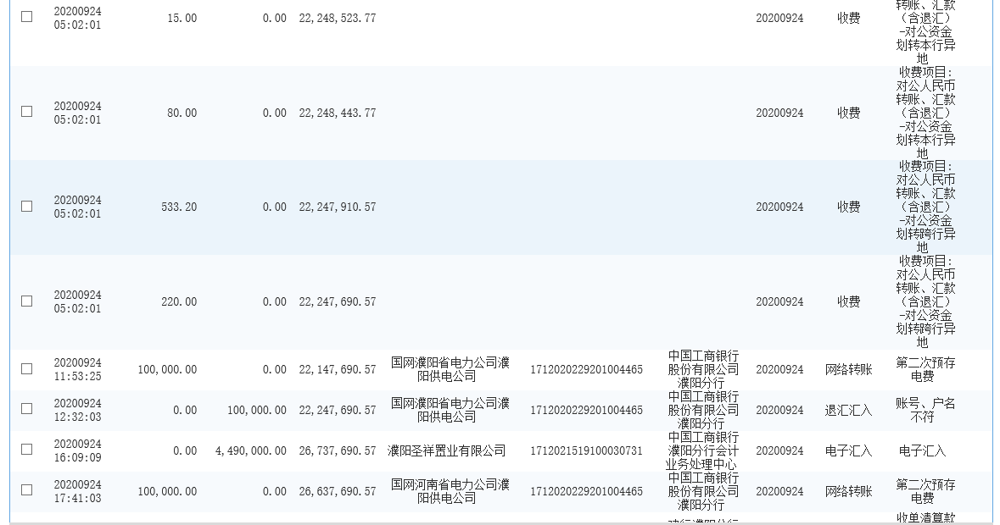 转账、汇款
20200924
05:02:01
15.00
0.00
22,248,523.77
20200924
收费
（含退汇）
-对公资金
划转本行异
地
20200924
05:02:01
80.00
0.00
22,248,443.77
20200924
收费
收费项目:
对公人民币
转账、汇款
（含退汇）
-对公资金
划转本行异
地
20200924
05:02:01
533.20
0.00
22,247,910.57
20200924
收费
收费项目:
对公人民币
转账、汇款
（含退汇）
-对公资金
划转跨行异
地
20200924
05:02:01
220.00
0.00
22,247,690.57
20200924
收费
收费项目:
对公人民币
转账、汇款
（含退汇）
-对公资金
划转跨行异
地
20200924
11:53:25
100,000.00
0.00
22,147,690.57
国网濮阳省电力公司濮
阳供电公司
1712020229201004465
中国工商银行
股份有限公司
濮阳分行
20200924
网络转账
第二次预存
电费
20200924
12:32:03
0.00
100,000.00
22,247,690.57
国网濮阳省电力公司濮
阳供电公司
1712020229201004465
中国工商银行
股份有限公司
濮阳分行
20200924
退汇汇入
账号、户名
不符
20200924
16:09:09
0.00
4,490,000.00
26,737,690.57
濮阳圣祥置业有限公司
1712021519100030731
中国工商银行
濮阳分行会计
业务处理中心
20200924
电子汇入
电子汇入
20200924
17:41:03
100,000.00
0.00
26,637,690.57
国网河南省电力公司濮
阳供电公司
1712020229201004465
中国工商银行
股份有限公司
濮阳分行
20200924
网络转账
第二次预存
电费
收单清算款